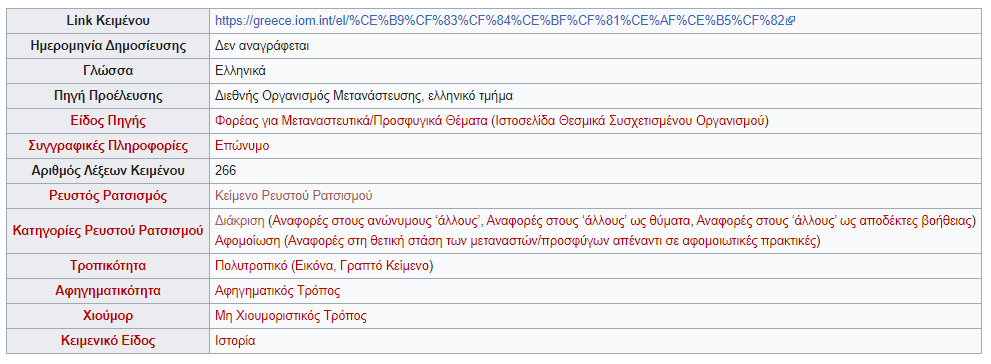 Link Κειμένου https://greece.iom.int/el/%CE%B9%CF%83%CF%84%CE%BF%CF%81%CE%AF%CE%B5%CF%82
Ημερομηνία Δημοσίευσης Δεν αναγράφεται
Γλώσσα Ελληνικά
Πηγή Προέλευσης Διεθνής Οργανισμός Μετανάστευσης, ελληνικό τμήμα
Είδος Πηγής Φορέας για Μεταναστευτικά/Προσφυγικά Θέματα (Ιστοσελίδα Θεσμικά Συσχετισμένου Οργανισμού)
Συγγραφικές Πληροφορίες Επώνυμο
Αριθμός Λέξεων Κειμένου 266
Ρευστός Ρατσισμός Κείμενο Ρευστού Ρατσισμού
Κατηγορίες Ρευστού Ρατσισμού Διάκριση (Αναφορές στους ανώνυμους ‘άλλους’, Αναφορές στους ‘άλλους’ ως θύματα, Αναφορές στους ‘άλλους’ ως αποδέκτες βοήθειας)
Αφομοίωση (Αναφορές στη θετική στάση των μεταναστών/προσφύγων απέναντι σε αφομοιωτικές πρακτικές)
Τροπικότητα Πολυτροπικό (Εικόνα, Γραπτό Κείμενο)
Αφηγηματικότητα Αφηγηματικός Τρόπος
Χιούμορ Μη Χιουμοριστικός Τρόπος
Κειμενικό Είδος Ιστορία